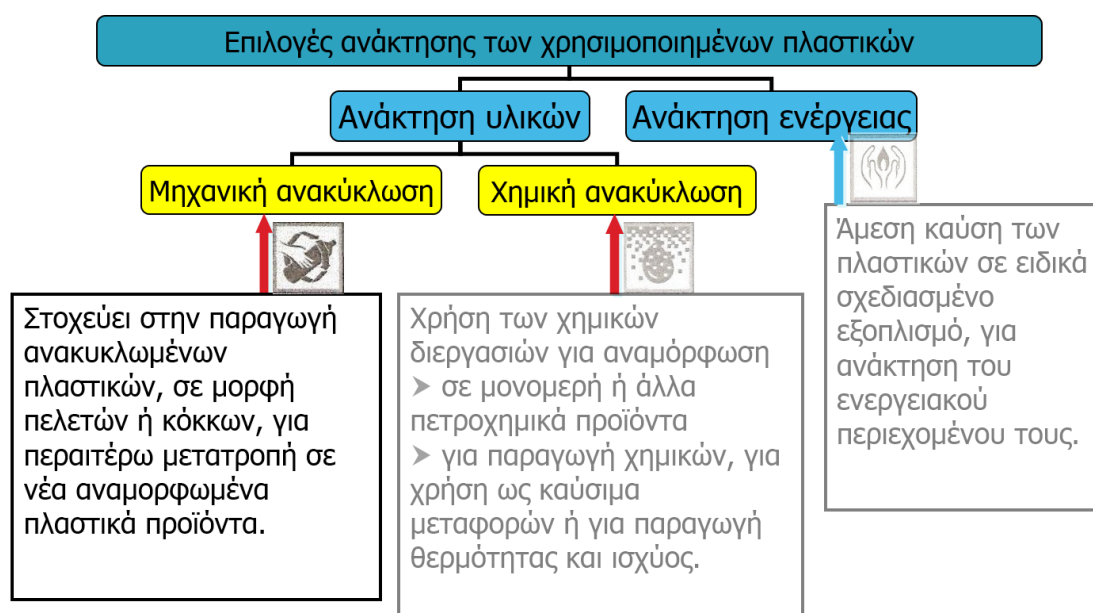 Επιλογές ανάκτησης των χρησιμοποιημένων πλαστικών
Ανάκτηση υλικών
Ανάκτηση ενέργειας
Μηχανική ανακύκλωση
Χημική ανακύκλωση
Στοχεύει στην παραγωγή
ανακυκλωμένων
πλαστικών, σε μορφή
πελετών ή κόκκων, για
περαιτέρω μετατροπή σε
νέα αναμορφωμένα
πλαστικά προϊόντα.
Χρήση των χημικών
διεργασιών για αναμόρφωση
➤ σε μονομερή ή άλλα
πετροχημικά προϊόντα
➤ για παραγωγή χημικών, για
χρήση ως καύσιμα
μεταφορών ή για παραγωγή
θερμότητας και ισχύος.
Άμεση καύση των
πλαστικών σε ειδικά
σχεδιασμένο
εξοπλισμό, για
ανάκτηση του
ενεργειακού
περιεχομένου τους.